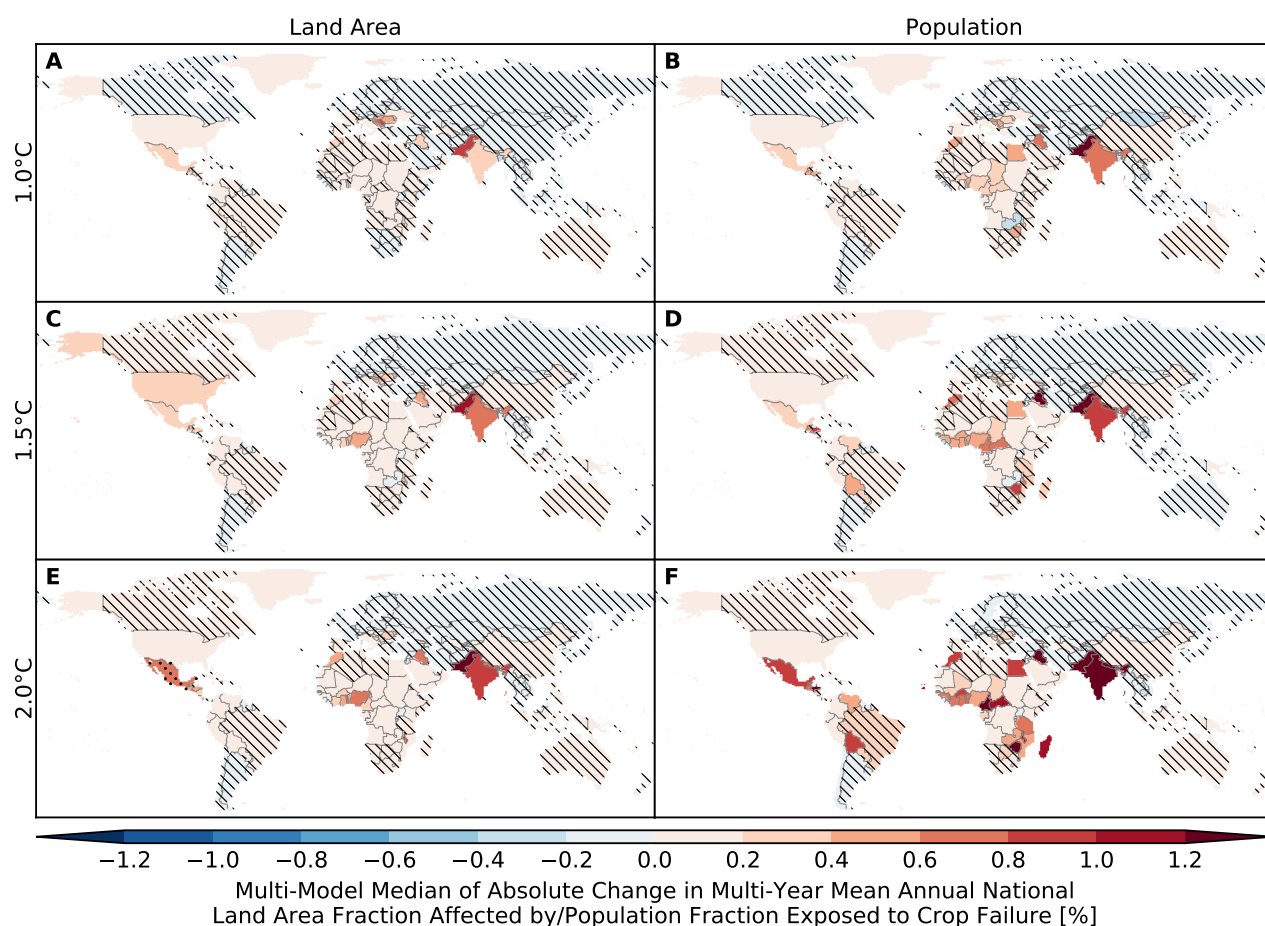 Land Area
Population
A
B
1.0°C
C
D
1.5°C
E
F
2.0°C
−1.2 −1.0 −0.8 −0.6 −0.4 −0.2 0.0 0.2 0.4 0.6 0.8 1.0 1.2
Multi-Model Median of Absolute Change in Multi-Year Mean Annual National
Land Area Fraction Affected by/Population Fraction Exposed to Crop Failure [%]